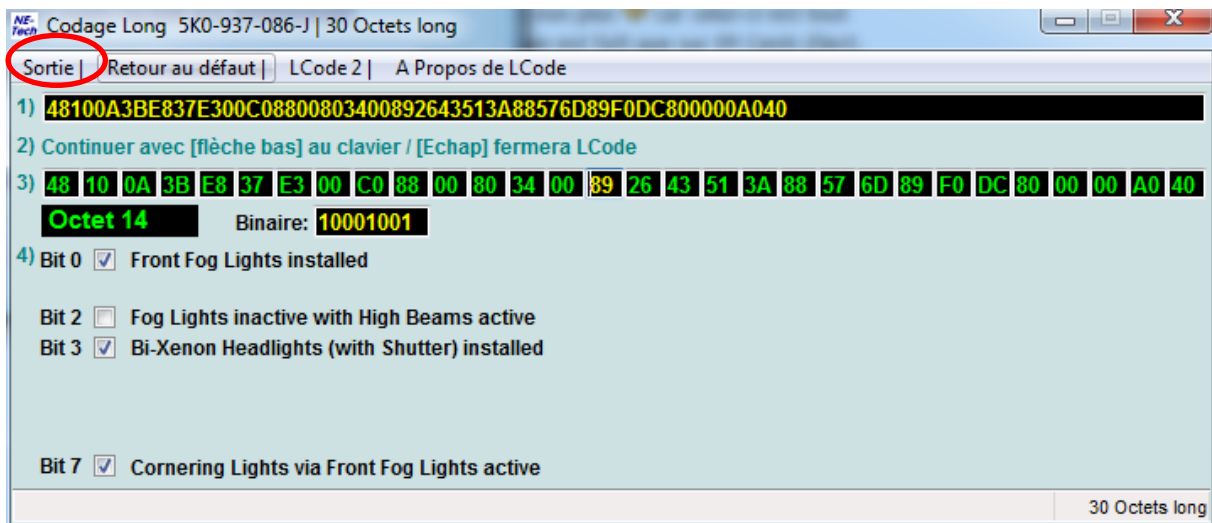 NE-Tech Codage Long 5K0-937-086-J | 30 Octets long
Sortie | Retour au défaut | LCode 2 | A Propos de LCode
1) 48100A3BE837E300C08800803400892643513A88576D89F0DC800000A040
2) Continuer avec [flèche bas] au clavier / [Echap] fermera LCode
3) 48 10 0A 3B E8 37 E3 00 C0 88 00 80 34 00 89 26 43 51 3A 88 57 6D 89 F0 DC 80 00 00 A0 40
Octet 14 Binaire: 10001001
4) Bit 0 Front Fog Lights installed
Bit 2 Fog Lights inactive with High Beams active
Bit 3 Bi-Xenon Headlights (with Shutter) installed
Bit 7 Cornering Lights via Front Fog Lights active
30 Octets long